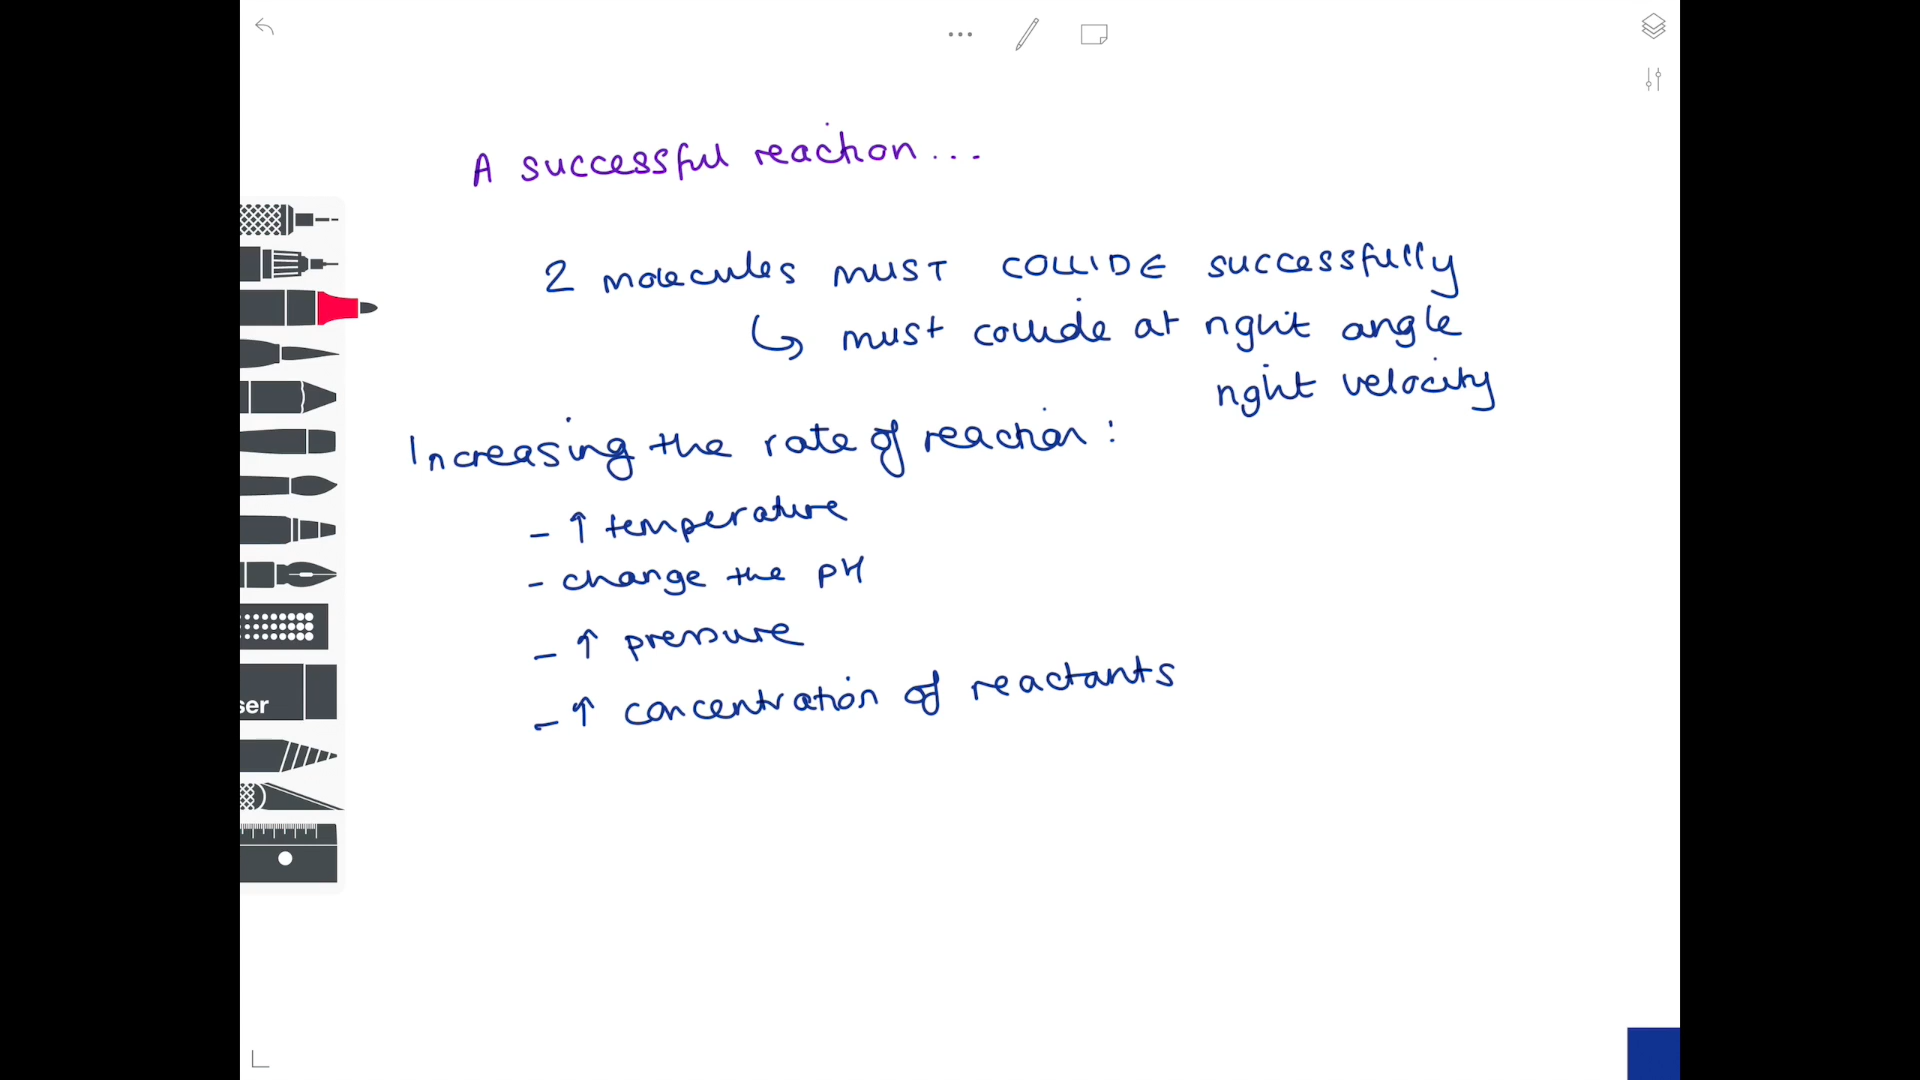 A successful reaction...
2 molecules MUST COLLIDE successfully
↳ must collide at right angle
right velocity
Increasing the rate of reaction:
- ↑ temperature
- change the pH
- ↑ pressure
- ↑ concentration of reactants
ser